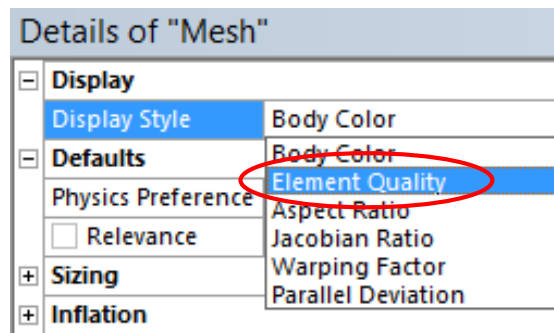 Details of "Mesh"
Display
Display Style Body Color
Defaults Body Color
Element Quality
Physics Preference Aspect Ratio
Relevance Jacobian Ratio
Sizing Warping Factor
Parallel Deviation
Inflation